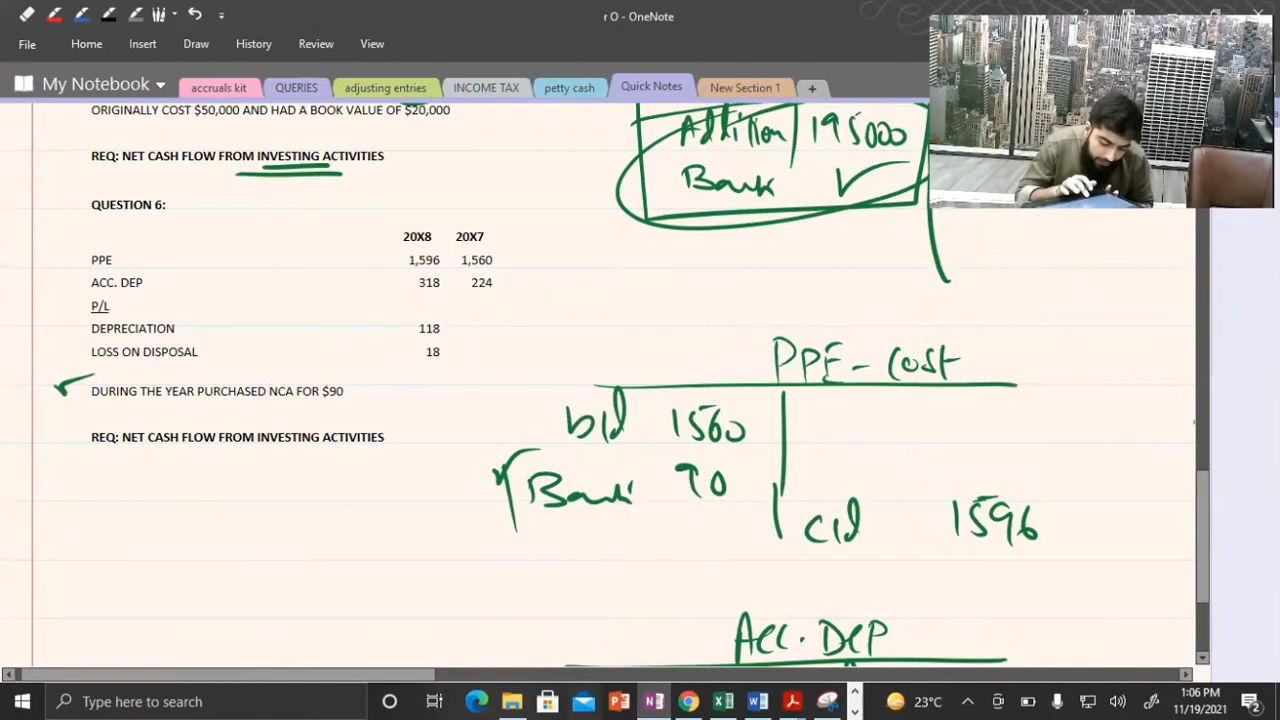 r O - OneNote
File
Home
Insert
Draw
History
Review
View
My Notebook
accruals kit
QUERIES
adjusting entries
INCOMETAX
petty cash
Quick Notes
New Section 1
ORIGINALLY COST $50,000 AND HAD A BOOK VALUE OF $20,000
REQ: NET CASH FLOW FROM INVESTING ACTIVITIES
QUESTION 6:
20X8 20X7
PPE 1,596 1,560
ACC. DEP 318 224
P/L
DEPRECIATION 118
LOSS ON DISPOSAL 18
DURING THE YEAR PURCHASED NCA FOR $90
REQ: NET CASH FLOW FROM INVESTING ACTIVITIES
Addition 195000
Bank
PPE - Cost
b/d 1560
Bank 90
c/d 1596
Acc. DEP
Type here to search
23°C
1:06 PM
11/19/2021
2